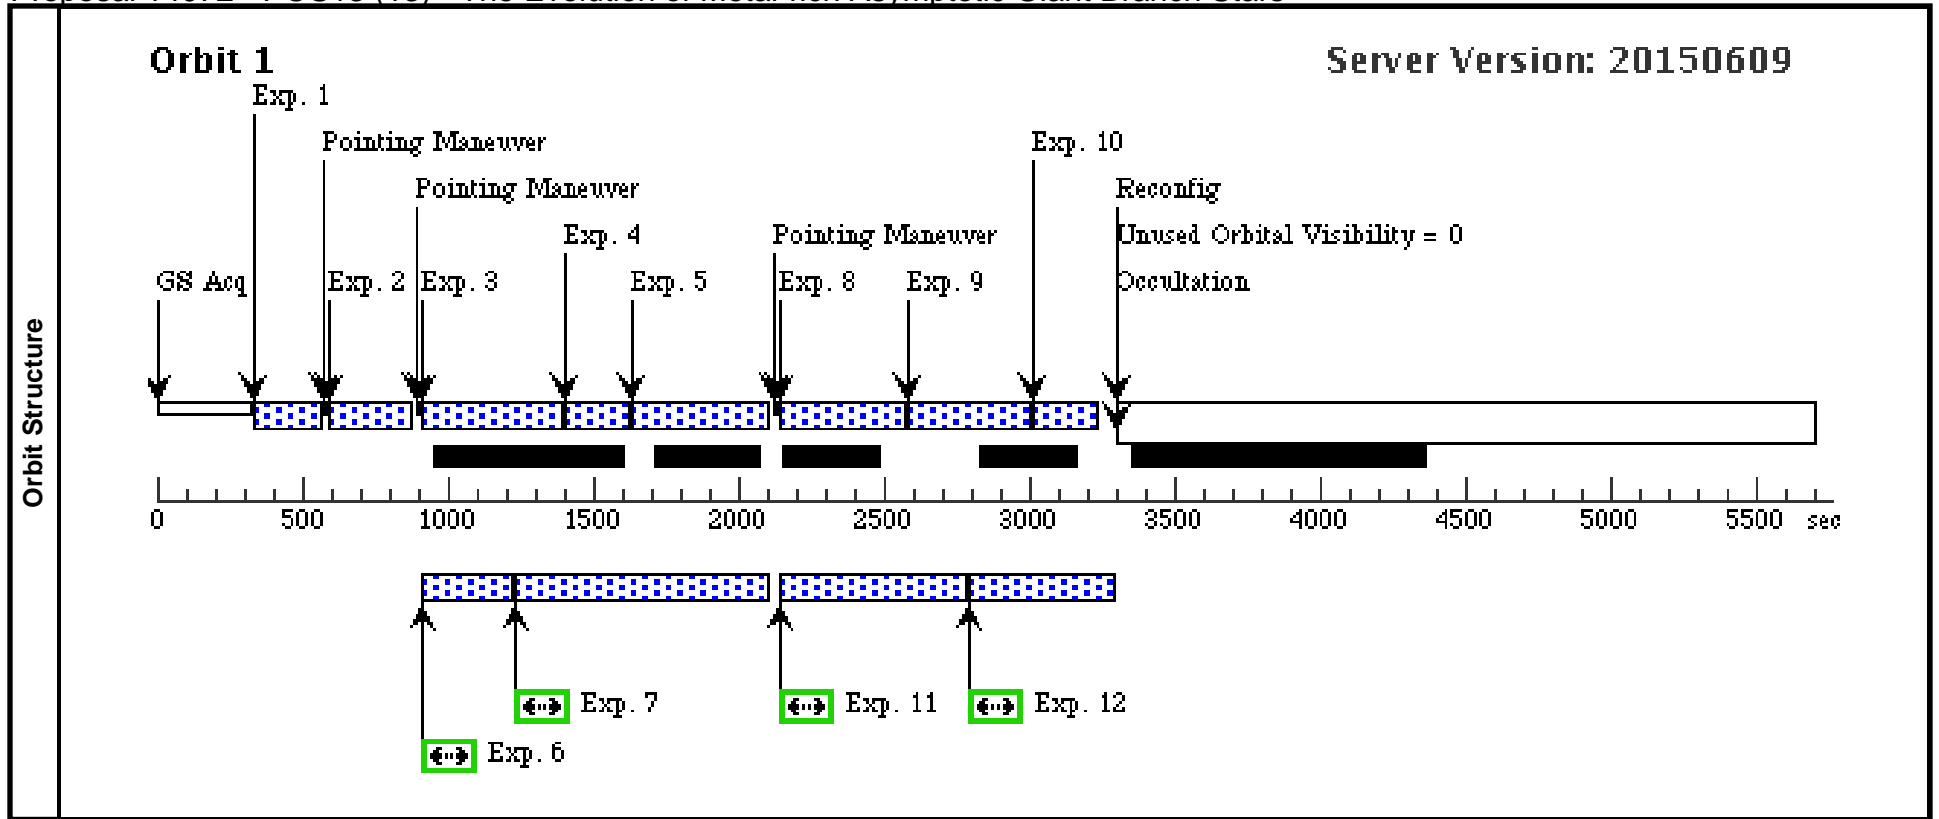 Orbit 1
Server Version: 20150609
Exp. 1
Pointing Maneuver
Exp. 10
Pointing Maneuver
Reconfig
Exp. 4
Pointing Maneuver
Unused Orbital Visibility = 0
GS Acq
Exp. 2
Exp. 3
Exp. 5
Exp. 8
Exp. 9
Occultation
Orbit Structure
0 500 1000 1500 2000 2500 3000 3500 4000 4500 5000 5500 sec
Exp. 7
Exp. 11
Exp. 12
Exp. 6